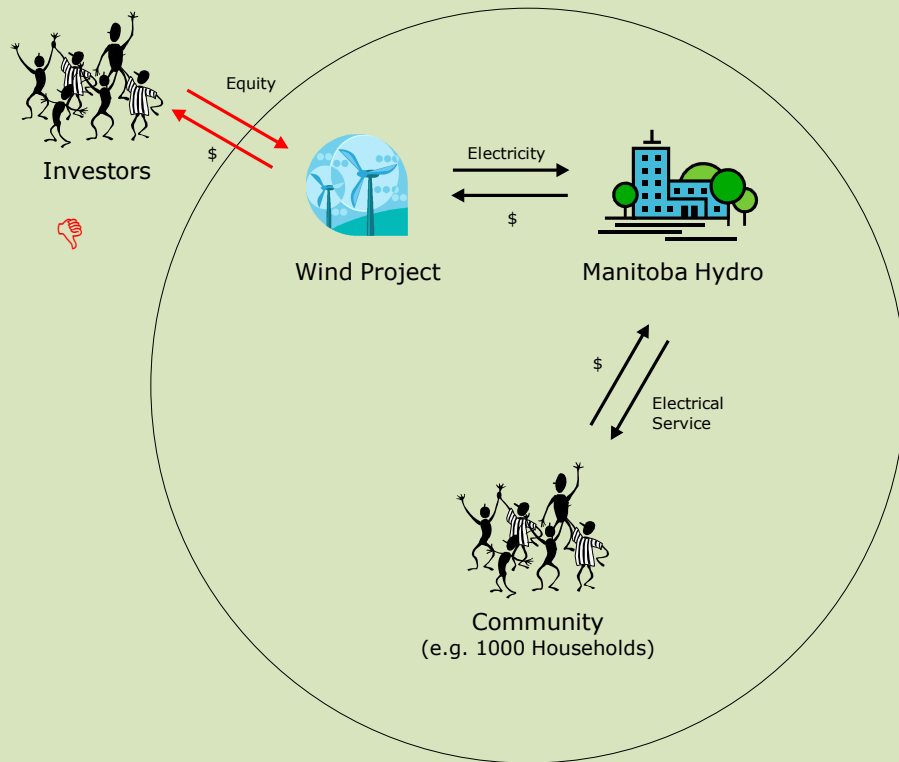 Equity
$
Investors
Electricity
$
Wind Project
Manitoba Hydro
$
Electrical
Service
Community
(e.g. 1000 Households)